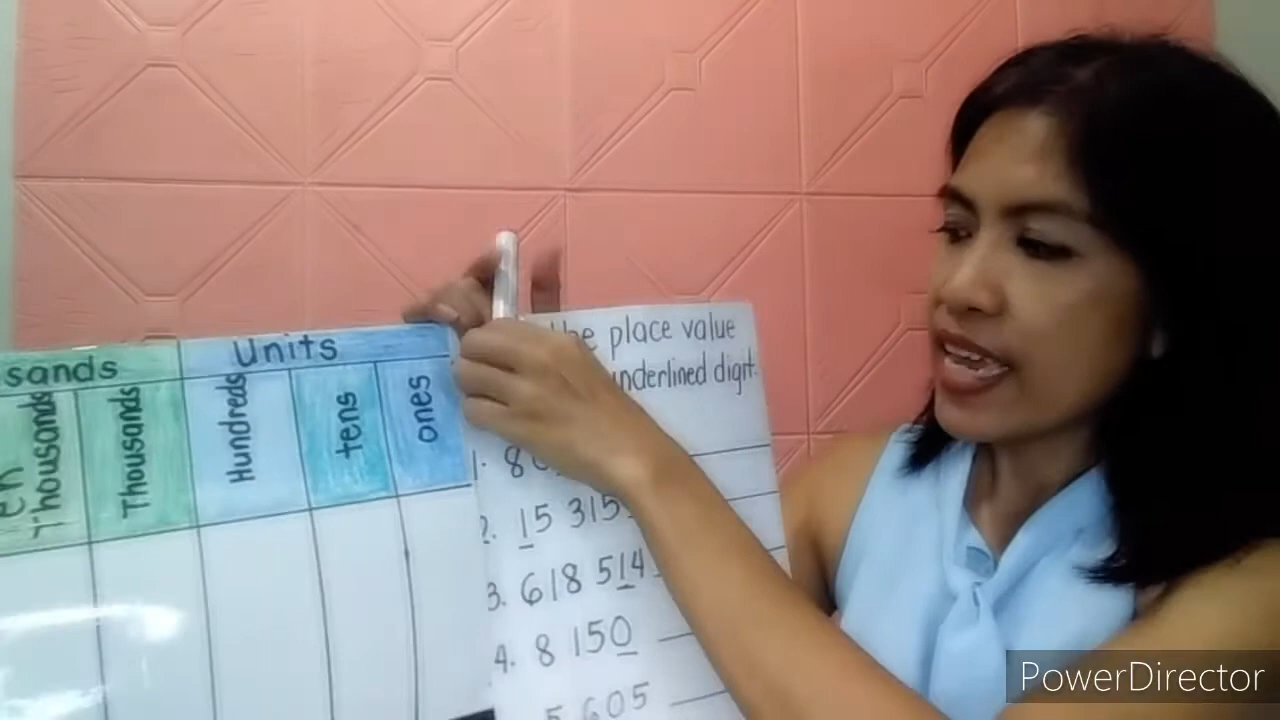 sands
Units
Thousands
Thousands
Hundreds
tens
ones
place value
underlined digit.
1. 8
2. 15 315
3. 618 514
4. 8 150
5 605
PowerDirector